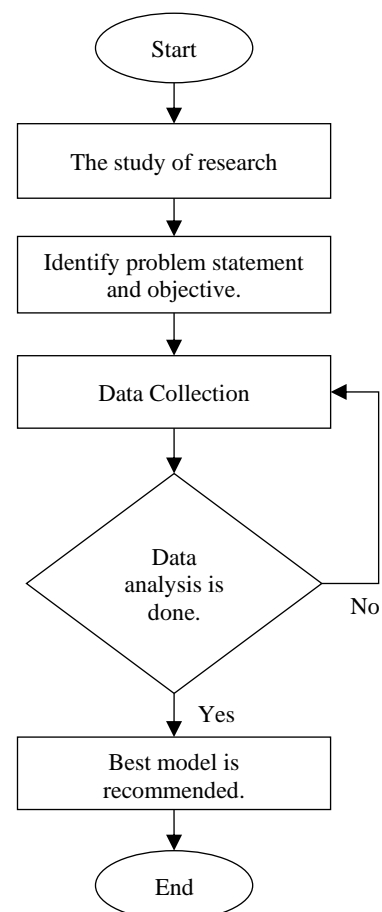 Start
The study of research
Identify problem statement
and objective.
Data Collection
Data
analysis is
done.
No
Yes
Best model is
recommended.
End